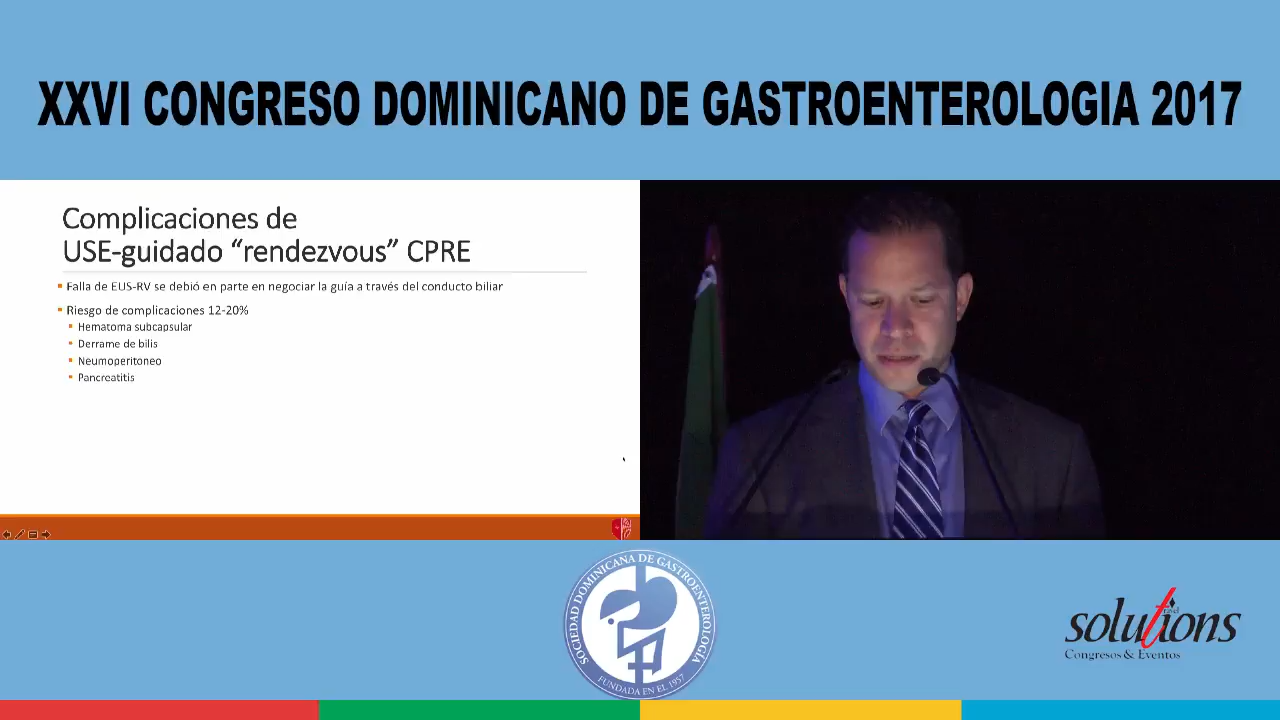 XXVI CONGRESO DOMINICANO DE GASTROENTEROLOGIA 2017
Complicaciones de
USE-guidado “rendezvous” CPRE
Falla de EUS-RV se debió en parte en negociar la guía a través del conducto biliar
Riesgo de complicaciones 12-20%
Hematoma subcapsular
Derrame de bilis
Neumoperitoneo
Pancreatitis
SOCIEDAD DOMINICANA DE GASTROENTEROLOGÍA
FUNDADA EN EL 1957
solutions
travel
Congresos & Eventos